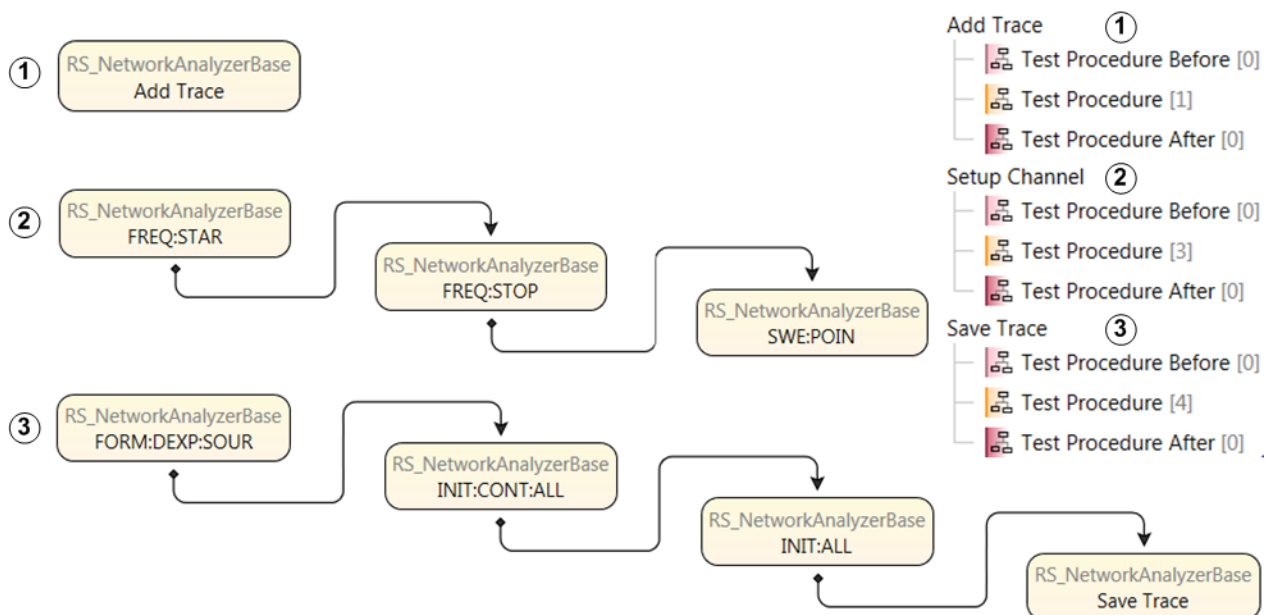 Add Trace ①
Test Procedure Before [0]
Test Procedure [1]
Test Procedure After [0]
Setup Channel ②
Test Procedure Before [0]
Test Procedure [3]
Test Procedure After [0]
Save Trace ③
Test Procedure Before [0]
Test Procedure [4]
Test Procedure After [0]
①
RS_NetworkAnalyzerBase
Add Trace
②
RS_NetworkAnalyzerBase
FREQ:STAR
RS_NetworkAnalyzerBase
FREQ:STOP
RS_NetworkAnalyzerBase
SWE:POIN
③
RS_NetworkAnalyzerBase
FORM:DEXP:SOUR
RS_NetworkAnalyzerBase
INIT:CONT:ALL
RS_NetworkAnalyzerBase
INIT:ALL
RS_NetworkAnalyzerBase
Save Trace